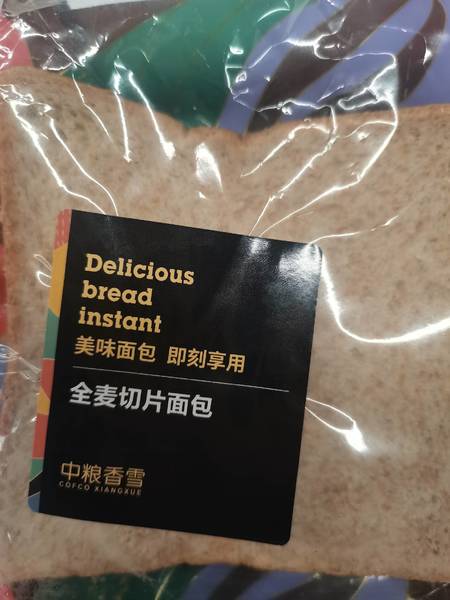 Delicious
bread
instant
美味面包 即刻享用
全麦切片面包
中粮香雪
COFCO XIANGXUE